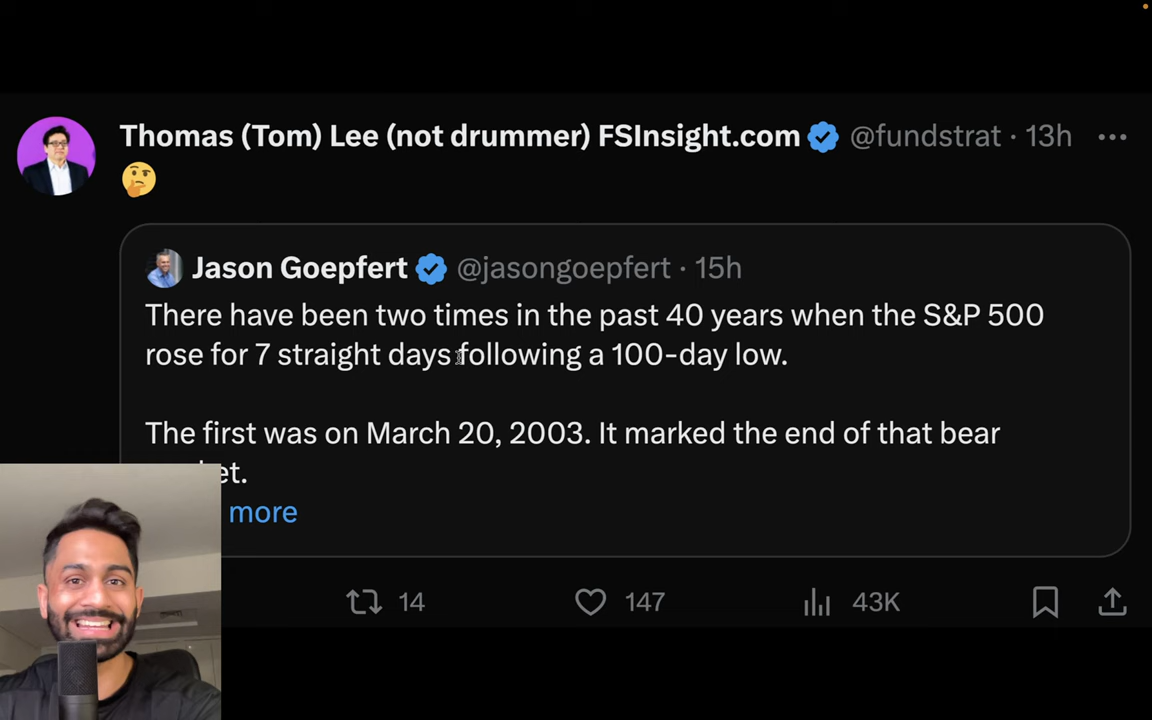 Thomas (Tom) Lee (not drummer) FSInsight.com @fundstrat · 13h
🤔
Jason Goepfert @jasongoepfert · 15h
There have been two times in the past 40 years when the S&P 500
rose for 7 straight days following a 100-day low.
The first was on March 20, 2003. It marked the end of that bear
more
14 147 43K